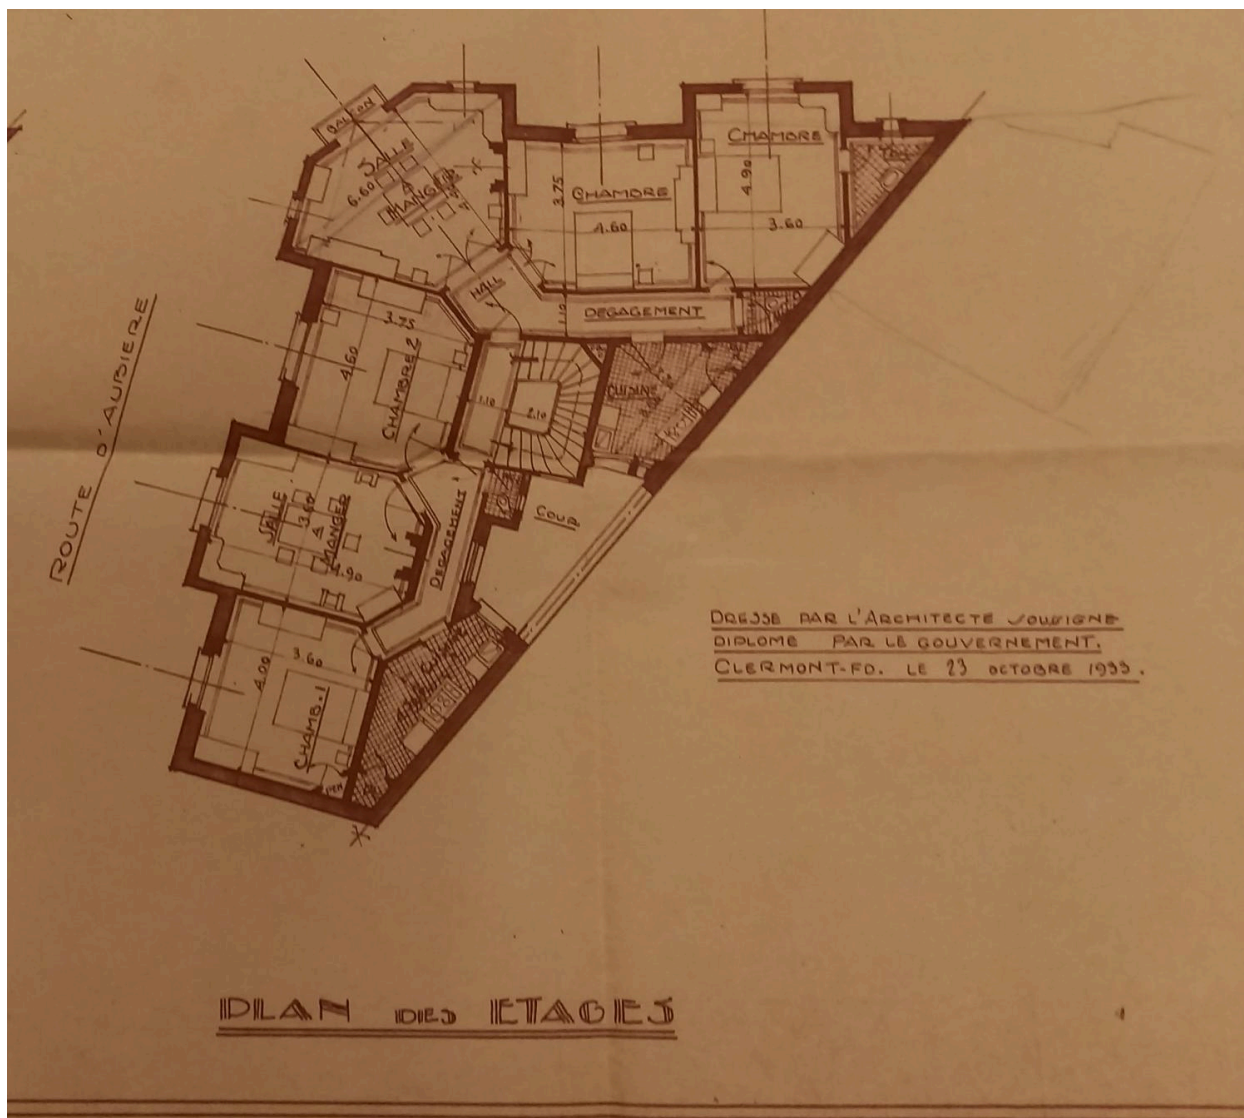 BALCON
SALLE
A
MANGER
6.60
CHAMBRE
3.75
4.60
CHAMBRE
4.90
3.60
HALL
1.10
DEGAGEMENT
CUISINE
3.75
4.60
CHAMBRE 2
1.10
2.10
ROUTE D'AUBIERE
SALLE
A
MANGER
3.60
4.90
DEGAGEMENT
COUR
3.60
4.00
CHAMB. 1
DRESSE PAR L'ARCHITECTE SOUSIGNE
DIPLOME PAR LE GOUVERNEMENT.
CLERMONT-FD. LE 23 OCTOBRE 1933.
PLAN DES ETAGES